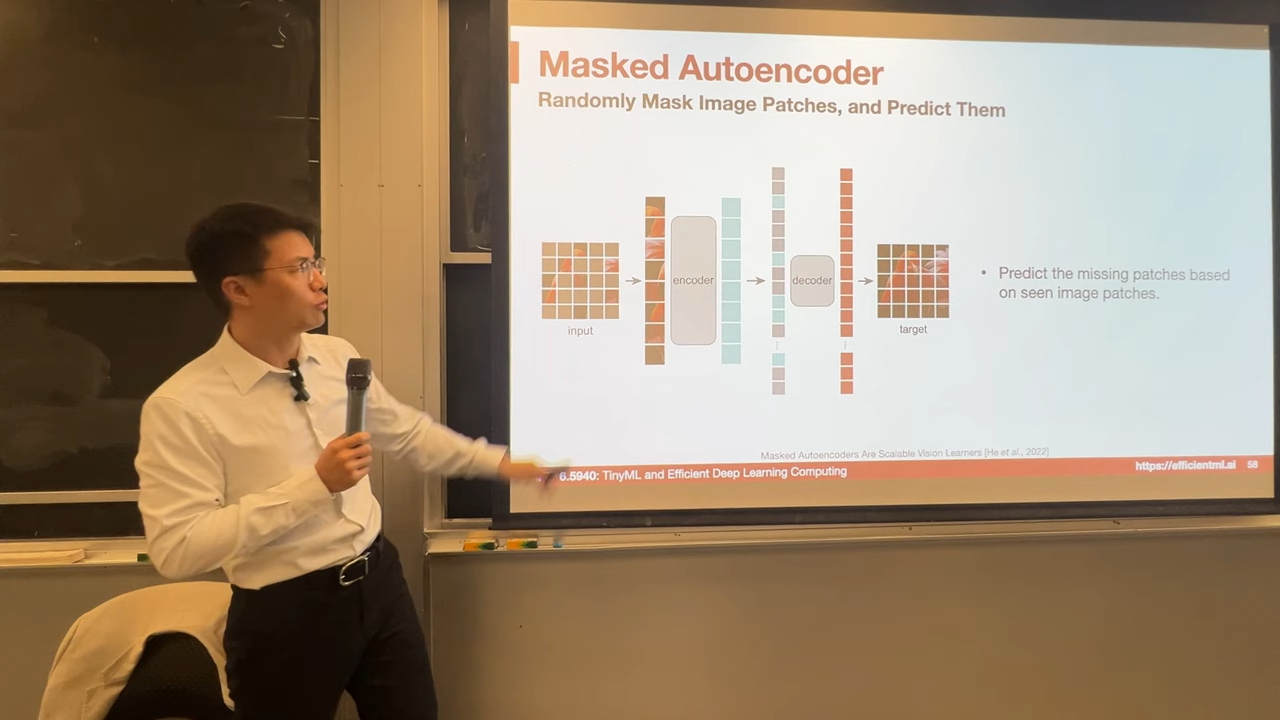 Masked Autoencoder
Randomly Mask Image Patches, and Predict Them
encoder
decoder
input
target
• Predict the missing patches based
on seen image patches.
Masked Autoencoders Are Scalable Vision Learners [He et al., 2022]
6.5940: TinyML and Efficient Deep Learning Computing
https://efficientml.ai
58